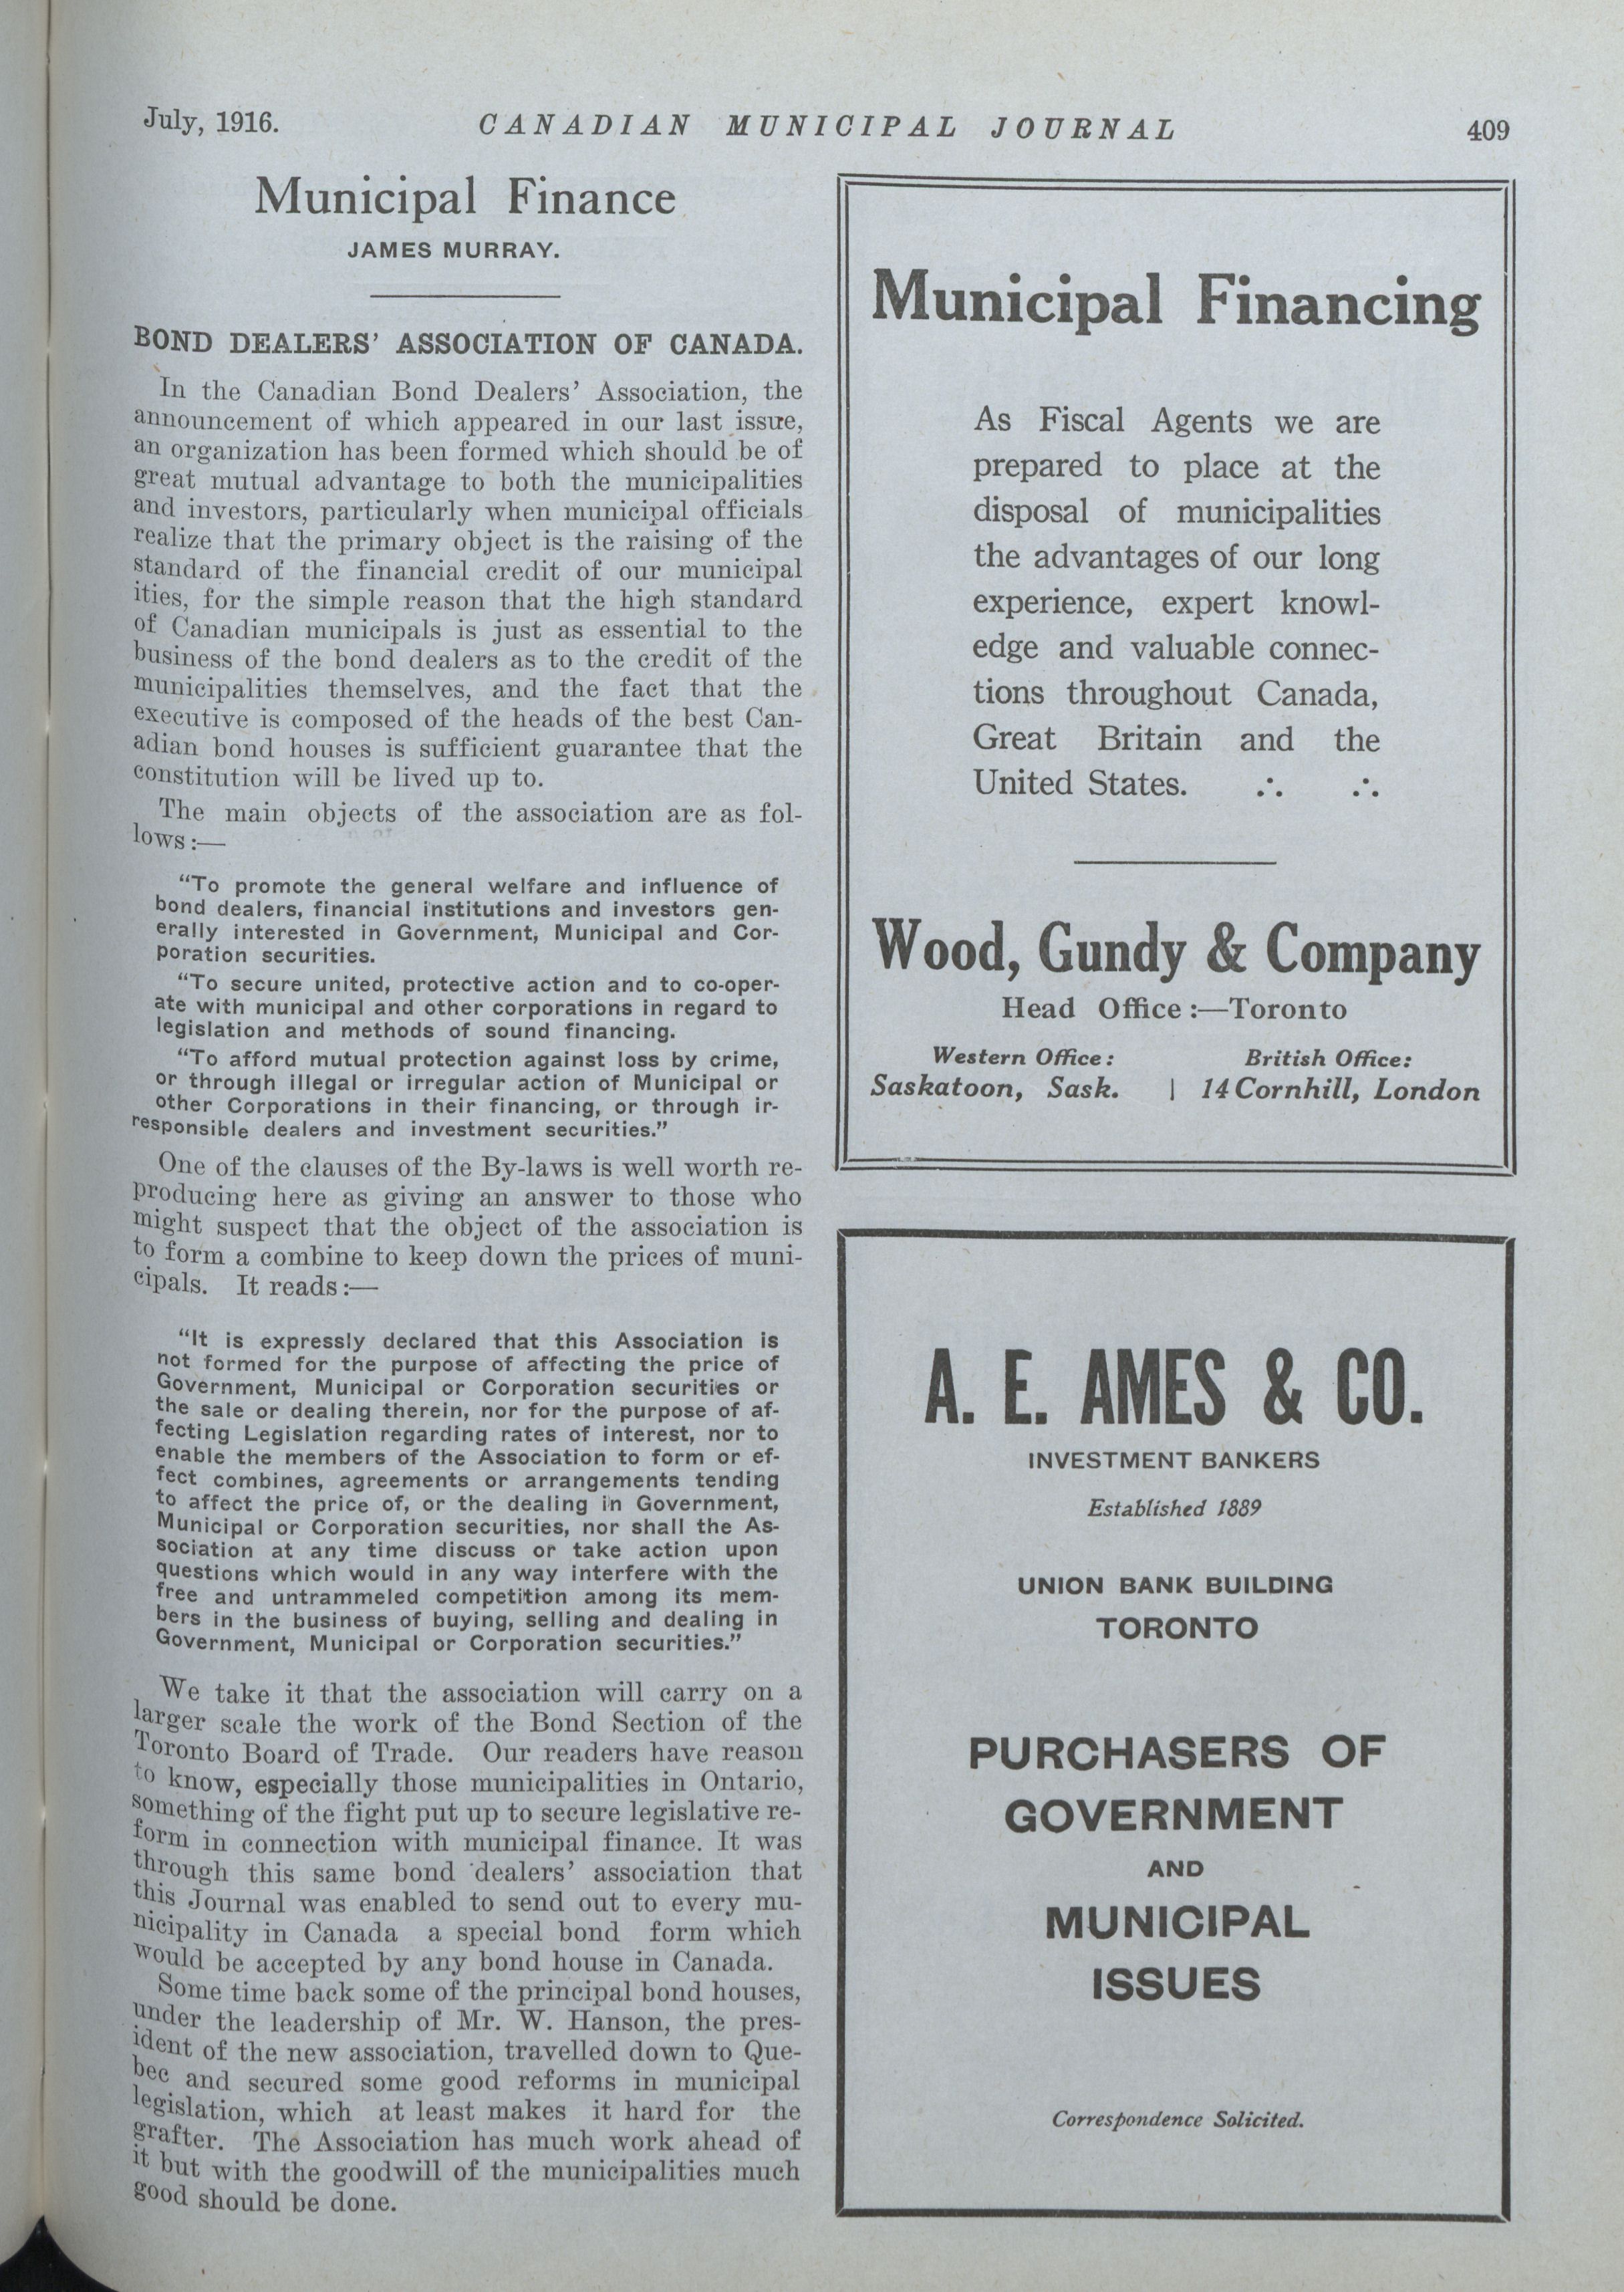 July, 1916.
CANADIAN MUNICIPAL JOURNAL
409
Municipal Finance
JAMES MURRAY.
BOND DEALERS' ASSOCIATION OF CANADA.
In the Canadian Bond Dealers' Association, the
announcement of which appeared in our last issue,
an organization has been formed which should be of
great mutual advantage to both the municipalities
and investors, particularly when municipal officials
realize that the primary object is the raising of the
standard of the financial credit of our municipal
ities, for the simple reason that the high standard
of Canadian municipals is just as essential to the
business of the bond dealers as to the credit of the
municipalities themselves, and the fact that the
executive is composed of the heads of the best Can-
adian bond houses is sufficient guarantee that the
constitution will be lived up to.
The main objects of the association are as fol-
lows:—
"To promote the general welfare and influence of
bond dealers, financial institutions and investors gen-
erally interested in Government, Municipal and Cor-
poration securities.
"To secure united, protective action and to co-oper-
ate with municipal and other corporations in regard to
legislation and methods of sound financing.
"To afford mutual protection against loss by crime,
or through illegal or irregular action of Municipal or
other Corporations in their financing, or through ir-
responsible dealers and investment securities."
One of the clauses of the By-laws is well worth re-
producing here as giving an answer to those who
might suspect that the object of the association is
to form a combine to keep down the prices of muni-
cipals. It reads:—
"It is expressly declared that this Association is
not formed for the purpose of affecting the price of
Government, Municipal or Corporation securities or
the sale or dealing therein, nor for the purpose of af-
fecting Legislation regarding rates of interest, nor to
enable the members of the Association to form or ef-
fect combines, agreements or arrangements tending
to affect the price of, or the dealing in Government,
Municipal or Corporation securities, nor shall the As-
sociation at any time discuss or take action upon
questions which would in any way interfere with the
free and untrammeled competition among its mem-
bers in the business of buying, selling and dealing in
Government, Municipal or Corporation securities."
We take it that the association will carry on a
larger scale the work of the Bond Section of the
Toronto Board of Trade. Our readers have reason
to know, especially those municipalities in Ontario,
something of the fight put up to secure legislative re-
form in connection with municipal finance. It was
through this same bond dealers' association that
this Journal was enabled to send out to every mu-
nicipality in Canada a special bond form which
would be accepted by any bond house in Canada.
Some time back some of the principal bond houses,
under the leadership of Mr. W. Hanson, the pres-
ident of the new association, travelled down to Que-
bec and secured some good reforms in municipal
legislation, which at least makes it hard for the
grafter. The Association has much work ahead of
it but with the goodwill of the municipalities much
good should be done.
Municipal Financing
As Fiscal Agents we are
prepared to place at the
disposal of municipalities
the advantages of our long
experience, expert knowl-
edge and valuable connec-
tions throughout Canada,
Great Britain and the
United States. ∴ ∴
Wood, Gundy & Company
Head Office:—Toronto
Western Office: British Office:
Saskatoon, Sask. | 14 Cornhill, London
A. E. AMES & CO.
INVESTMENT BANKERS
Established 1889
UNION BANK BUILDING
TORONTO
PURCHASERS OF
GOVERNMENT
AND
MUNICIPAL
ISSUES
Correspondence Solicited.